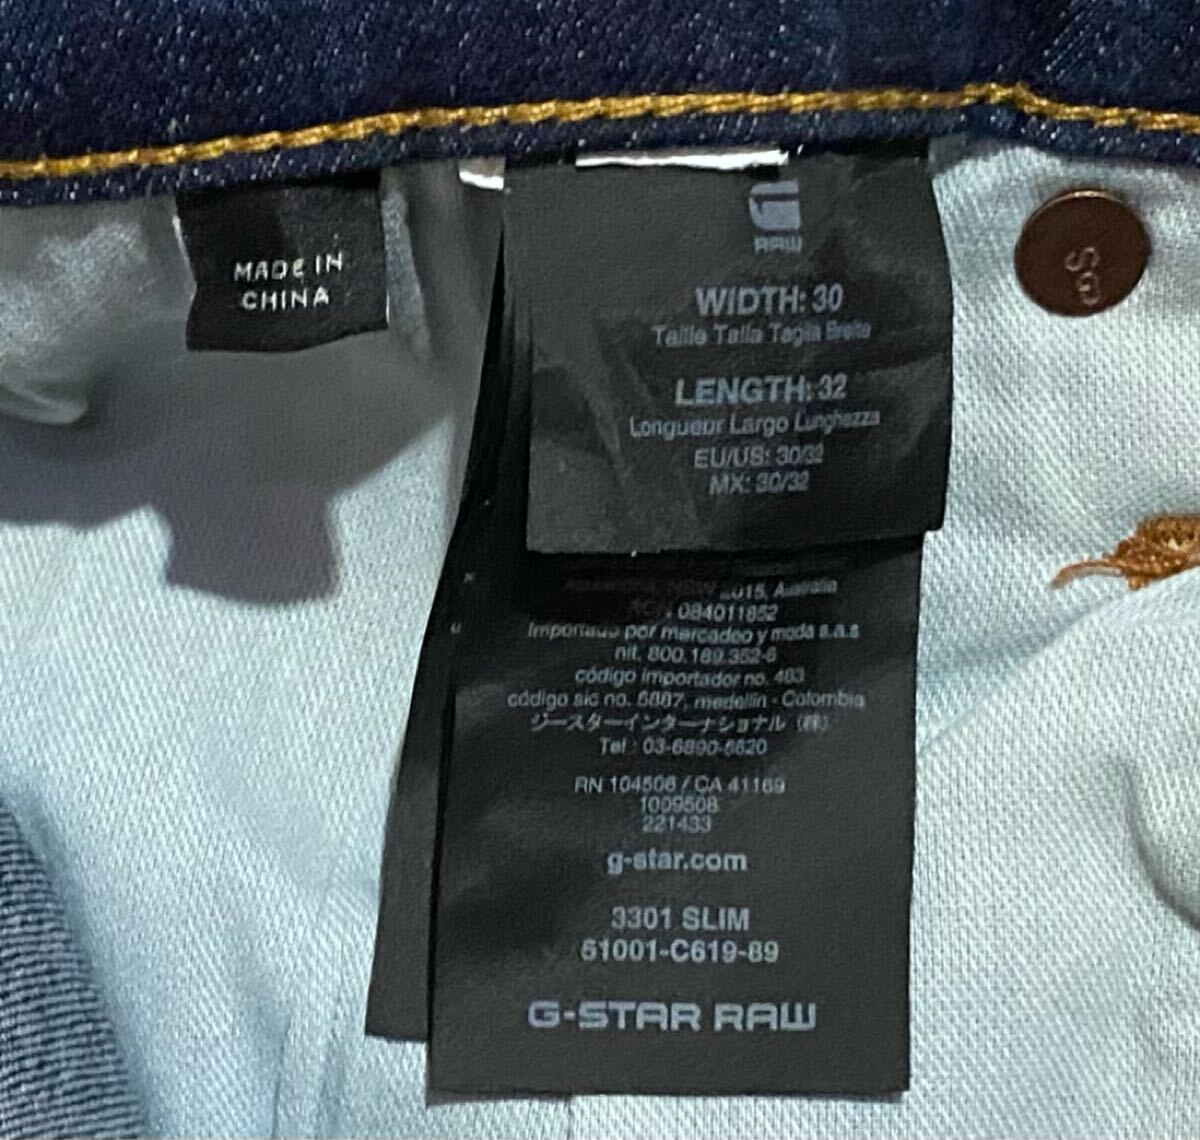 MADE IN
CHINA
RAW
WIDTH: 30
Taille Talla Taglia Breite
LENGTH: 32
Longueur Largo Lunghezza
EU/US: 30/32
MX: 30/32
2015, Australia
084011852
Importado por mercadeo y moda s.a.s
nit. 800.189.352-6
código importador no. 483
código sic no. 6887, medellin - Colombia
ジースターインターナショナル (株)
Tel : 03-6890-5620
RN 104506 / CA 41169
1009508
221433
g-star.com
3301 SLIM
51001-C619-89
G-STAR RAW